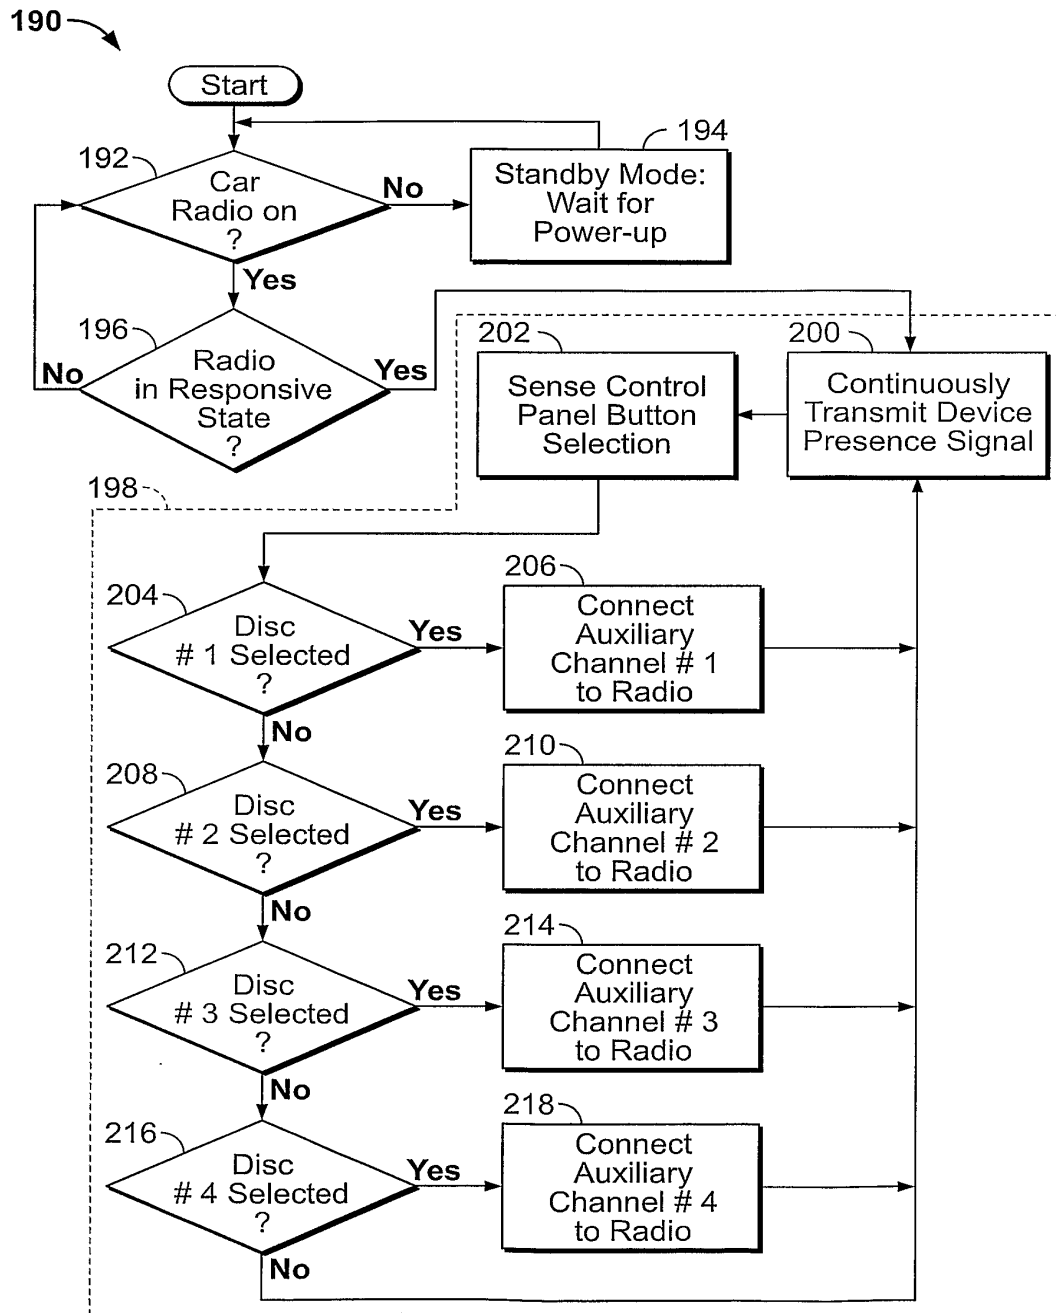 190
Start
192
Car
Radio on
?
No
194
Standby Mode:
Wait for
Power-up
Yes
196
Radio
in Responsive
State
?
No
Yes
202
Sense Control
Panel Button
Selection
200
Continuously
Transmit Device
Presence Signal
198
204
Disc
# 1 Selected
?
Yes
206
Connect
Auxiliary
Channel # 1
to Radio
No
208
Disc
# 2 Selected
?
Yes
210
Connect
Auxiliary
Channel # 2
to Radio
No
212
Disc
# 3 Selected
?
Yes
214
Connect
Auxiliary
Channel # 3
to Radio
No
216
Disc
# 4 Selected
?
Yes
218
Connect
Auxiliary
Channel # 4
to Radio
No